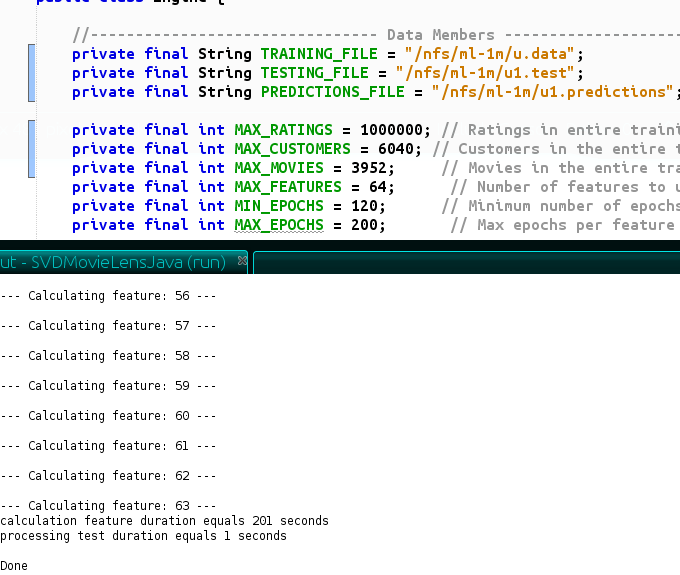 //-------------------------------- Data Members --------------------
private final String TRAINING_FILE = "/nfs/ml-1m/u.data";
private final String TESTING_FILE = "/nfs/ml-1m/u1.test";
private final String PREDICTIONS_FILE = "/nfs/ml-1m/u1.predictions";
private final int MAX_RATINGS = 1000000; // Ratings in entire traini
private final int MAX_CUSTOMERS = 6040; // Customers in the entire t
private final int MAX_MOVIES = 3952; // Movies in the entire tra
private final int MAX_FEATURES = 64; // Number of features to u
private final int MIN_EPOCHS = 120; // Minimum number of epochs
private final int MAX_EPOCHS = 200; // Max epochs per feature
ut - SVDMovieLensJava (run)
--- Calculating feature: 56 ---
--- Calculating feature: 57 ---
--- Calculating feature: 58 ---
--- Calculating feature: 59 ---
--- Calculating feature: 60 ---
--- Calculating feature: 61 ---
--- Calculating feature: 62 ---
--- Calculating feature: 63 ---
calculation feature duration equals 201 seconds
processing test duration equals 1 seconds
Done